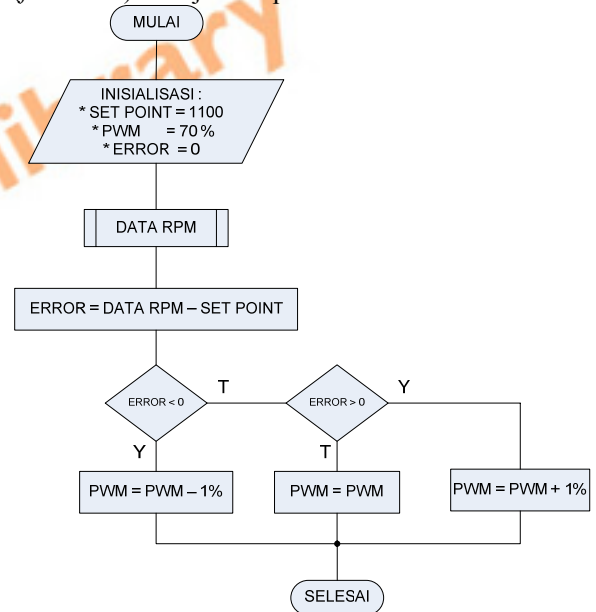 MULAI
INISIALISASI :
* SET POINT = 1100
* PWM = 70 %
* ERROR = 0
DATA RPM
ERROR = DATA RPM – SET POINT
ERROR < 0
T
ERROR > 0
Y
Y
T
PWM = PWM – 1%
PWM = PWM
PWM = PWM + 1%
SELESAI
library